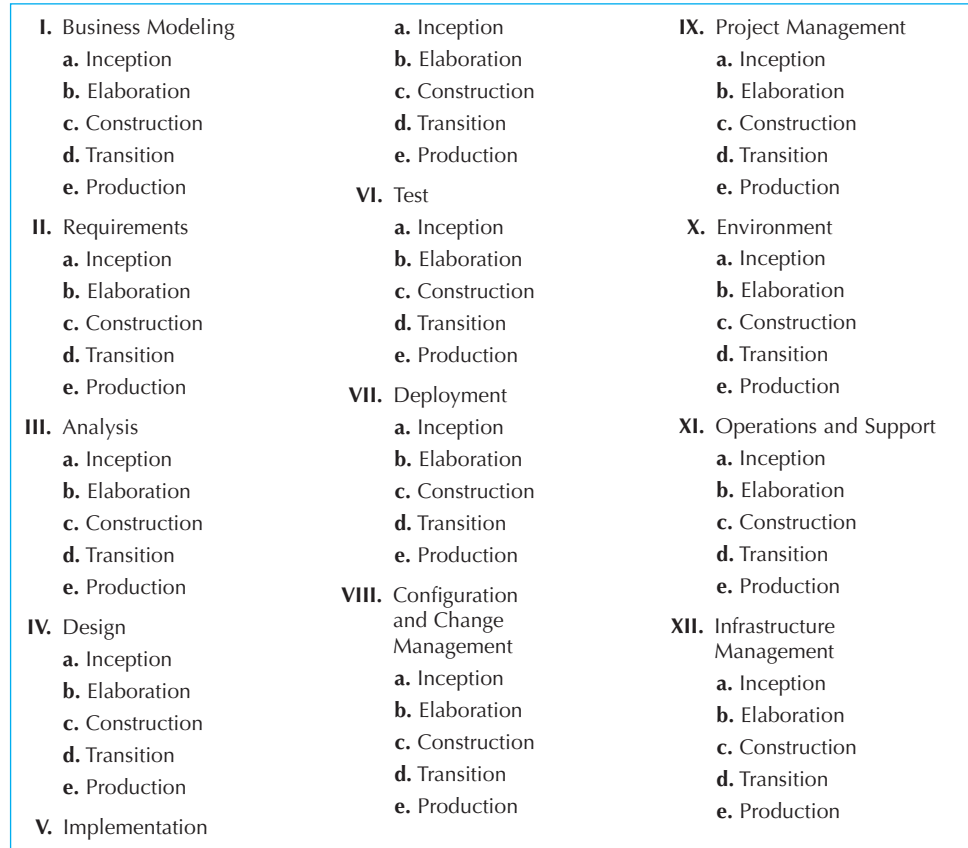 I. Business Modeling
a. Inception
b. Elaboration
c. Construction
d. Transition
e. Production
II. Requirements
a. Inception
b. Elaboration
c. Construction
d. Transition
e. Production
III. Analysis
a. Inception
b. Elaboration
c. Construction
d. Transition
e. Production
IV. Design
a. Inception
b. Elaboration
c. Construction
d. Transition
e. Production
V. Implementation
a. Inception
b. Elaboration
c. Construction
d. Transition
e. Production
VI. Test
a. Inception
b. Elaboration
c. Construction
d. Transition
e. Production
VII. Deployment
a. Inception
b. Elaboration
c. Construction
d. Transition
e. Production
VIII. Configuration
and Change
Management
a. Inception
b. Elaboration
c. Construction
d. Transition
e. Production
IX. Project Management
a. Inception
b. Elaboration
c. Construction
d. Transition
e. Production
X. Environment
a. Inception
b. Elaboration
c. Construction
d. Transition
e. Production
XI. Operations and Support
a. Inception
b. Elaboration
c. Construction
d. Transition
e. Production
XII. Infrastructure
Management
a. Inception
b. Elaboration
c. Construction
d. Transition
e. Production